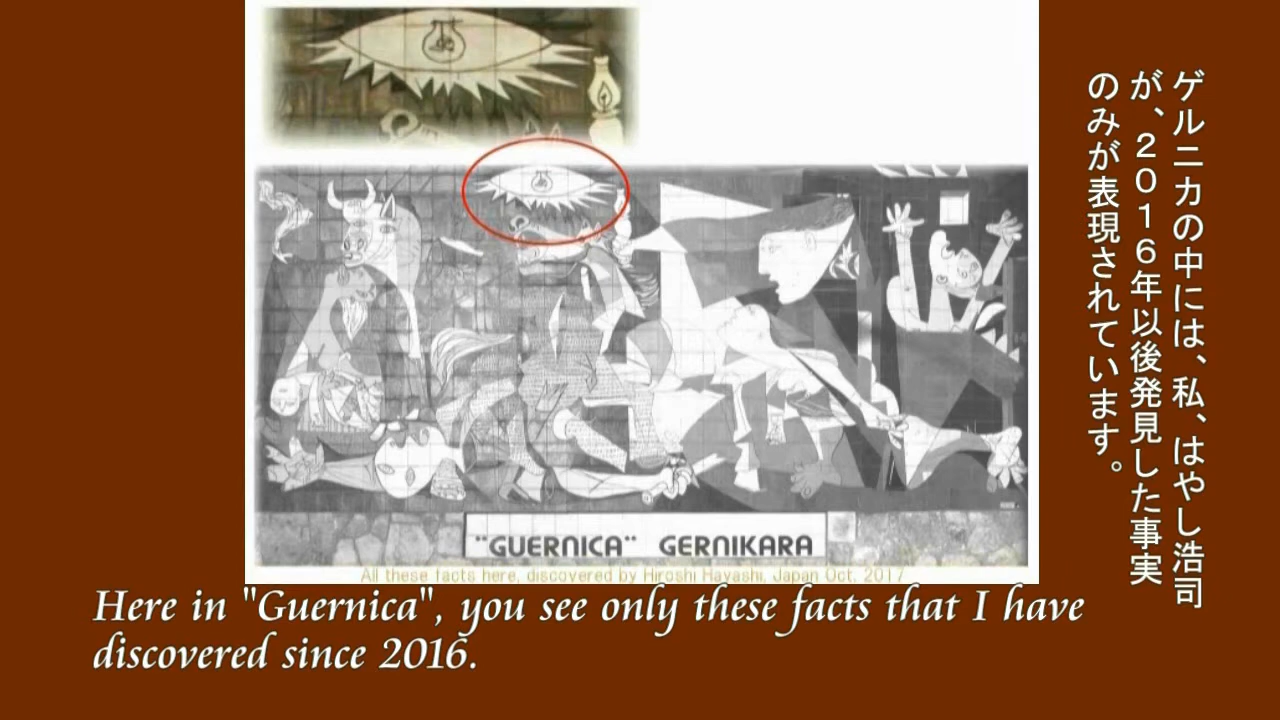 ゲルニカの中には、私、はやし浩司
が、２０１６年以後発見した事実
のみが表現されています。
"GUERNICA" GERNIKARA
All these facts here, discovered by Hiroshi Hayashi, Japan Oct. 2017
Here in "Guernica", you see only these facts that I have
discovered since 2016.